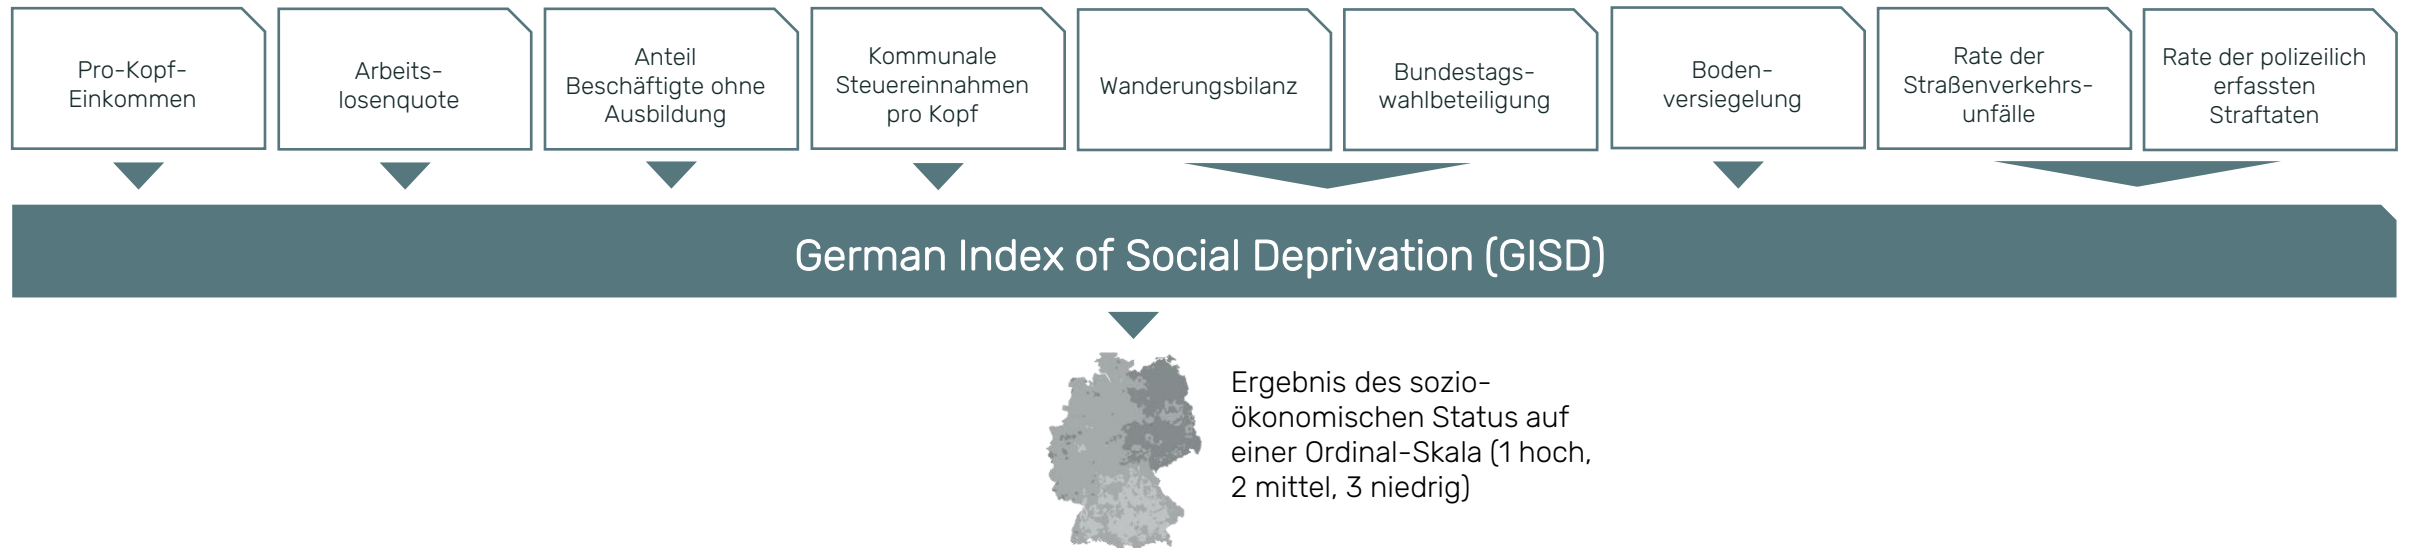 Pro-Kopf-
Einkommen
Arbeits-
losenquote
Anteil
Beschäftigte ohne
Ausbildung
Kommunale
Steuereinnahmen
pro Kopf
Wanderungsbilanz
Bundestags-
wahlbeteiligung
Boden-
versiegelung
Rate der
Straßenverkehrs-
unfälle
Rate der polizeilich
erfassten
Straftaten
German Index of Social Deprivation (GISD)
Ergebnis des sozio-
ökonomischen Status auf
einer Ordinal-Skala (1 hoch,
2 mittel, 3 niedrig)